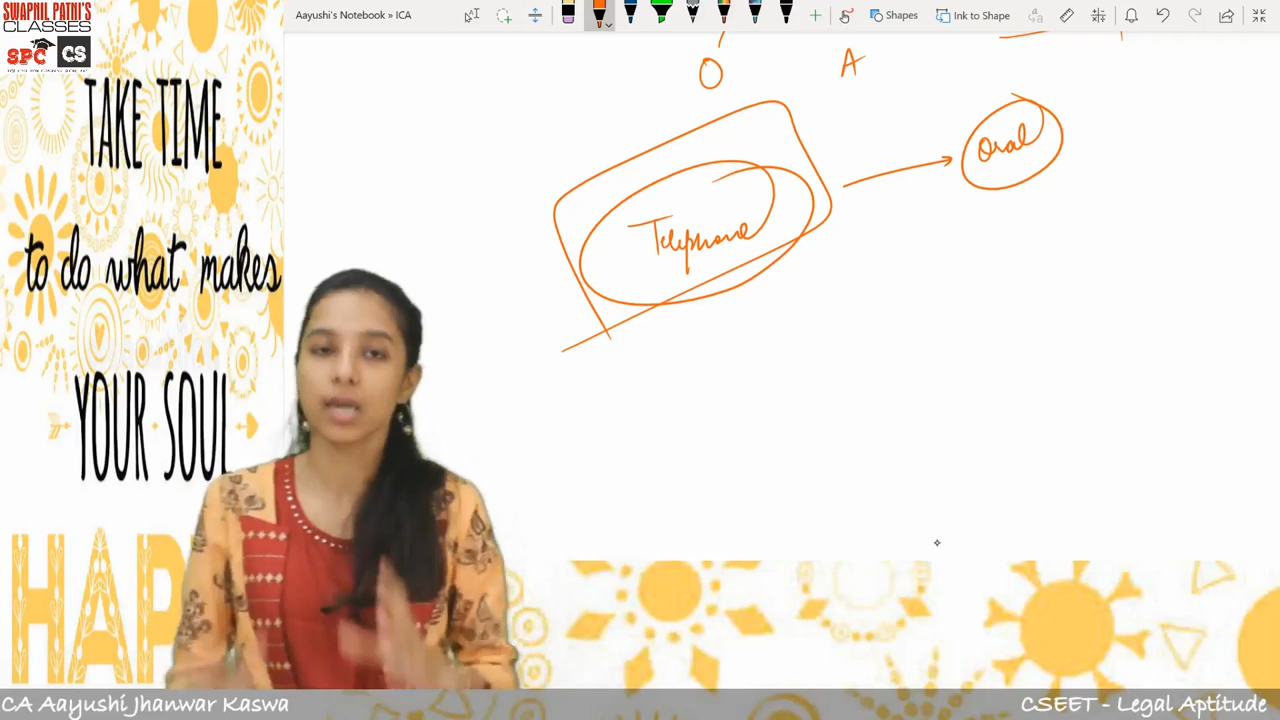 SWAPNIL PATNI'S
CLASSES
SPC CS
Aayushi's Notebook » ICA
Shapes
Ink to Shape
TAKE TIME
to do what makes
YOUR SOUL
HAP
O
A
Telephone
Oral
CA Aayushi Jhanwar Kaswa
CSEET - Legal Aptitude